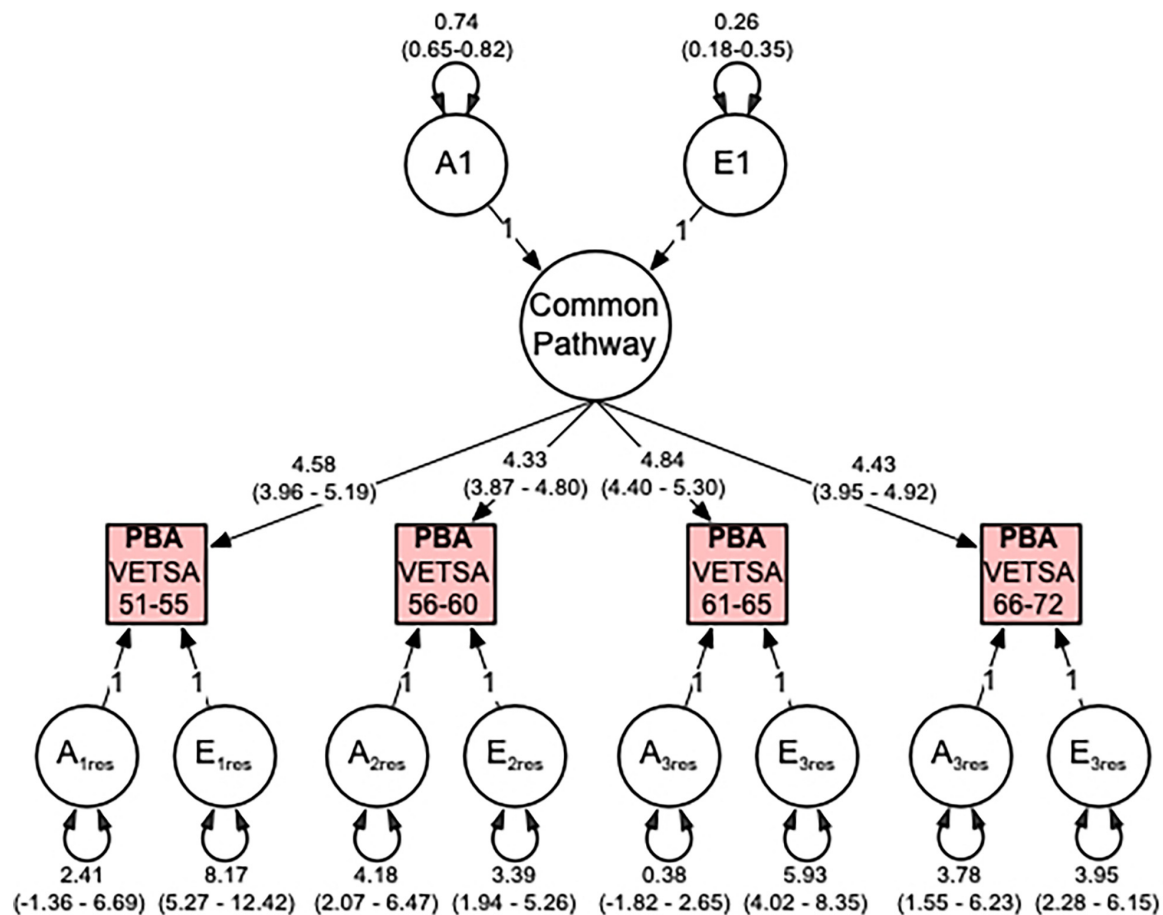 0.74
(0.65-0.82)
0.26
(0.18-0.35)
A1
E1
1
1
Common
Pathway
4.58
(3.96 - 5.19)
4.33
(3.87 - 4.80)
4.84
(4.40 - 5.30)
4.43
(3.95 - 4.92)
PBA
VETSA
51-55
PBA
VETSA
56-60
PBA
VETSA
61-65
PBA
VETSA
66-72
1
1
1
1
1
1
1
1
A1res
E1res
A2res
E2res
A3res
E3res
A3res
E3res
2.41
(-1.36 - 6.69)
8.17
(5.27 - 12.42)
4.18
(2.07 - 6.47)
3.39
(1.94 - 5.26)
0.38
(-1.82 - 2.65)
5.93
(4.02 - 8.35)
3.78
(1.55 - 6.23)
3.95
(2.28 - 6.15)